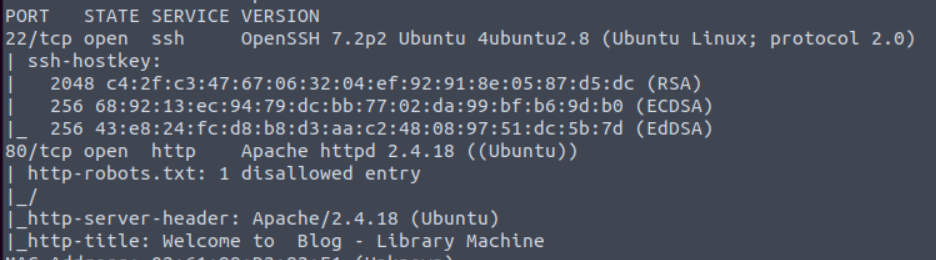 PORT   STATE SERVICE VERSION
22/tcp open  ssh     OpenSSH 7.2p2 Ubuntu 4ubuntu2.8 (Ubuntu Linux; protocol 2.0)
| ssh-hostkey:
|   2048 c4:2f:c3:47:67:06:32:04:ef:92:91:8e:05:87:d5:dc (RSA)
|   256 68:92:13:ec:94:79:dc:bb:77:02:da:99:bf:b6:9d:b0 (ECDSA)
|_  256 43:e8:24:fc:d8:b8:d3:aa:c2:48:08:97:51:dc:5b:7d (EdDSA)
80/tcp open  http    Apache httpd 2.4.18 ((Ubuntu))
| http-robots.txt: 1 disallowed entry
|_/
|_http-server-header: Apache/2.4.18 (Ubuntu)
|_http-title: Welcome to  Blog - Library Machine